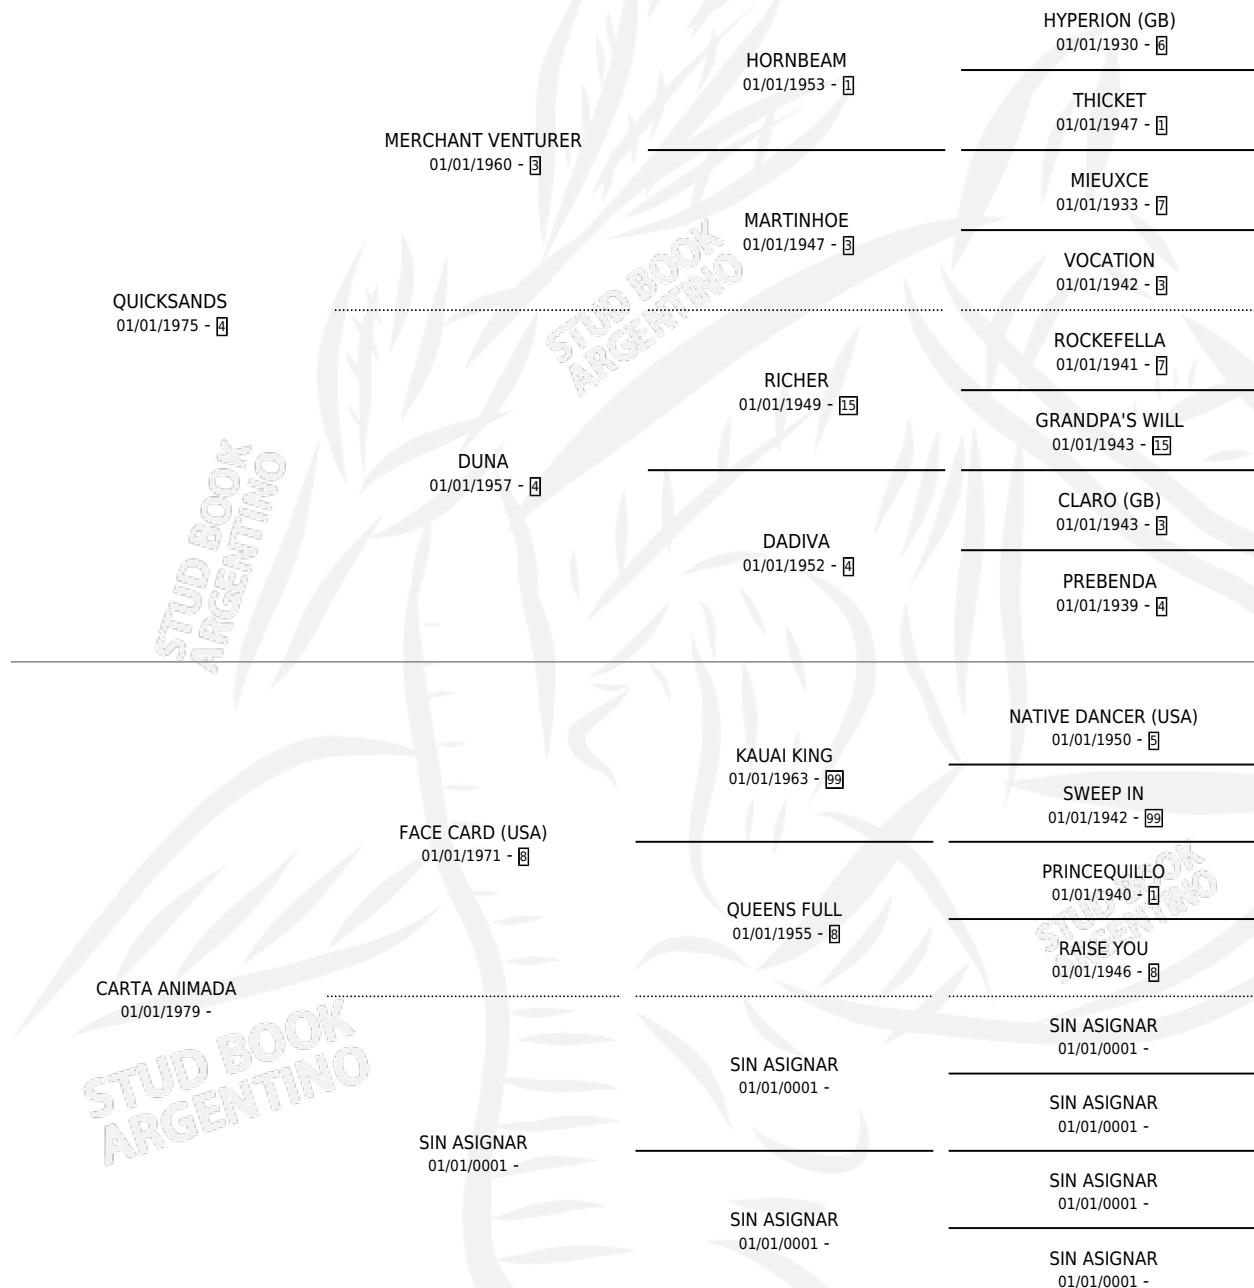 HYPERION (GB)
01/01/1930 - 6
HORNBEAM
01/01/1953 - 1
THICKET
01/01/1947 - 1
MERCHANT VENTURER
01/01/1960 - 3
MIEUXCE
01/01/1933 - 7
MARTINHOE
01/01/1947 - 3
VOCATION
01/01/1942 - 3
QUICKSANDS
01/01/1975 - 4
ROCKEFELLA
01/01/1941 - 7
RICHER
01/01/1949 - 15
GRANDPA'S WILL
01/01/1943 - 15
DUNA
01/01/1957 - 4
CLARO (GB)
01/01/1943 - 3
DADIVA
01/01/1952 - 4
PREBENDA
01/01/1939 - 4
NATIVE DANCER (USA)
01/01/1950 - 5
KAUAI KING
01/01/1963 - 99
SWEEP IN
01/01/1942 - 99
FACE CARD (USA)
01/01/1971 - 8
PRINCEQUILLO
01/01/1940 - 1
QUEENS FULL
01/01/1955 - 8
RAISE YOU
01/01/1946 - 8
CARTA ANIMADA
01/01/1979 -
SIN ASIGNAR
01/01/0001 -
SIN ASIGNAR
01/01/0001 -
SIN ASIGNAR
01/01/0001 -
SIN ASIGNAR
01/01/0001 -
SIN ASIGNAR
01/01/0001 -
SIN ASIGNAR
01/01/0001 -
SIN ASIGNAR
01/01/0001 -
STUD BOOK
ARGENTINO
STUD BOOK
ARGENTINO
STUD BOOK
ARGENTINO
STUD BOOK
ARGENTINO